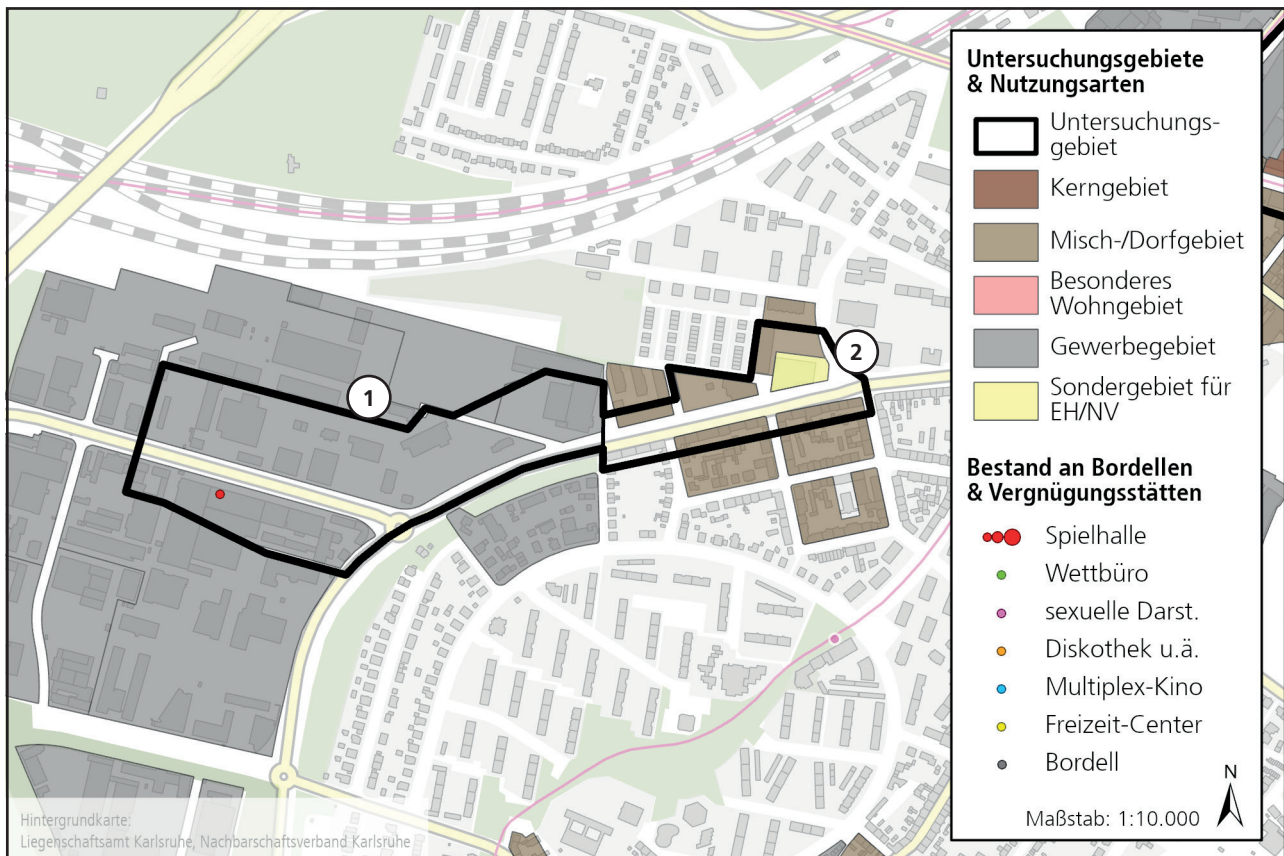 Untersuchungsgebiete
& Nutzungsarten
Untersuchungs-
gebiet
Kerngebiet
Misch-/Dorfgebiet
Besonderes
Wohngebiet
Gewerbegebiet
Sondergebiet für
EH/NV
Bestand an Bordellen
& Vergnügungsstätten
Spielhalle
Wettbüro
sexuelle Darst.
Diskothek u.ä.
Multiplex-Kino
Freizeit-Center
Bordell
N
Maßstab: 1:10.000
1
2
Hintergrundkarte:
Liegenschaftsamt Karlsruhe, Nachbarschaftsverband Karlsruhe